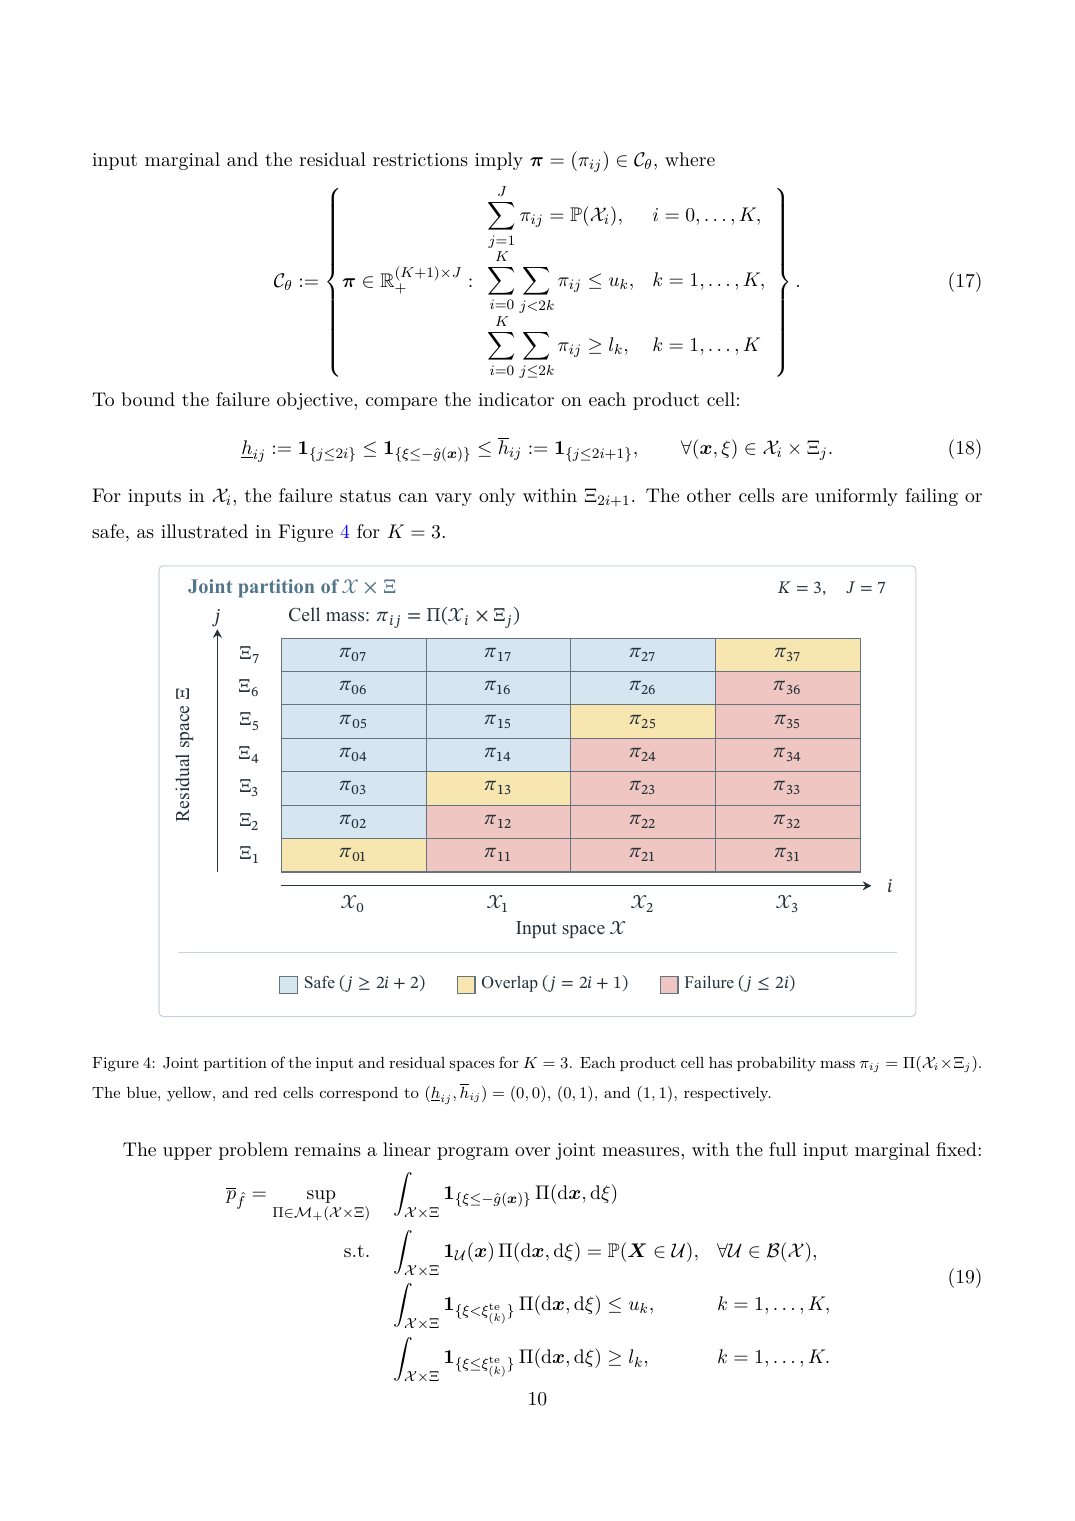 input marginal and the residual restrictions imply π = (π_{ij}) ∈ 𝒞_θ, where
𝒞_θ := { π ∈ ℝ_+^{(K+1)×J} : ∑_{j=1}^{J} π_{ij} = ℙ(𝒳_i), i = 0, . . . , K,
∑_{i=0}^{K} ∑_{j<2k} π_{ij} ≤ u_k, k = 1, . . . , K,
∑_{i=0}^{K} ∑_{j≤2k} π_{ij} ≥ l_k, k = 1, . . . , K } . (17)
To bound the failure objective, compare the indicator on each product cell:
\underline{h}_{ij} := 𝟏_{\{j≤2i\}} ≤ 𝟏_{\{ξ≤−ĝ(x)\}} ≤ \overline{h}_{ij} := 𝟏_{\{j≤2i+1\}}, ∀(x, ξ) ∈ 𝒳_i × Ξ_j. (18)
For inputs in 𝒳_i, the failure status can vary only within Ξ_{2i+1}. The other cells are uniformly failing or
safe, as illustrated in Figure 4 for K = 3.
Joint partition of 𝒳 × Ξ
K = 3, J = 7
j
Cell mass: π_{ij} = Π(𝒳_i × Ξ_j)
Residual space Ξ
Ξ_7 π_{07} π_{17} π_{27} π_{37}
Ξ_6 π_{06} π_{16} π_{26} π_{36}
Ξ_5 π_{05} π_{15} π_{25} π_{35}
Ξ_4 π_{04} π_{14} π_{24} π_{34}
Ξ_3 π_{03} π_{13} π_{23} π_{33}
Ξ_2 π_{02} π_{12} π_{22} π_{32}
Ξ_1 π_{01} π_{11} π_{21} π_{31}
i
𝒳_0 𝒳_1 𝒳_2 𝒳_3
Input space 𝒳
Safe (j ≥ 2i + 2) Overlap (j = 2i + 1) Failure (j ≤ 2i)
Figure 4: Joint partition of the input and residual spaces for K = 3. Each product cell has probability mass π_{ij} = Π(𝒳_i×Ξ_j).
The blue, yellow, and red cells correspond to (\underline{h}_{ij}, \overline{h}_{ij}) = (0, 0), (0, 1), and (1, 1), respectively.
The upper problem remains a linear program over joint measures, with the full input marginal fixed:
\overline{p}_{\hat{f}} = sup_{Π∈ℳ_+(𝒳×Ξ)} ∫_{𝒳×Ξ} 𝟏_{\{ξ≤−ĝ(x)\}} Π(dx, dξ)
s.t. ∫_{𝒳×Ξ} 𝟏_𝒰(x) Π(dx, dξ) = ℙ(X ∈ 𝒰), ∀𝒰 ∈ ℬ(𝒳),
(19)
∫_{𝒳×Ξ} 𝟏_{\{ξ<ξ^{te}_{(k)}\}} Π(dx, dξ) ≤ u_k, k = 1, . . . , K,
∫_{𝒳×Ξ} 𝟏_{\{ξ≤ξ^{te}_{(k)}\}} Π(dx, dξ) ≥ l_k, k = 1, . . . , K.
10